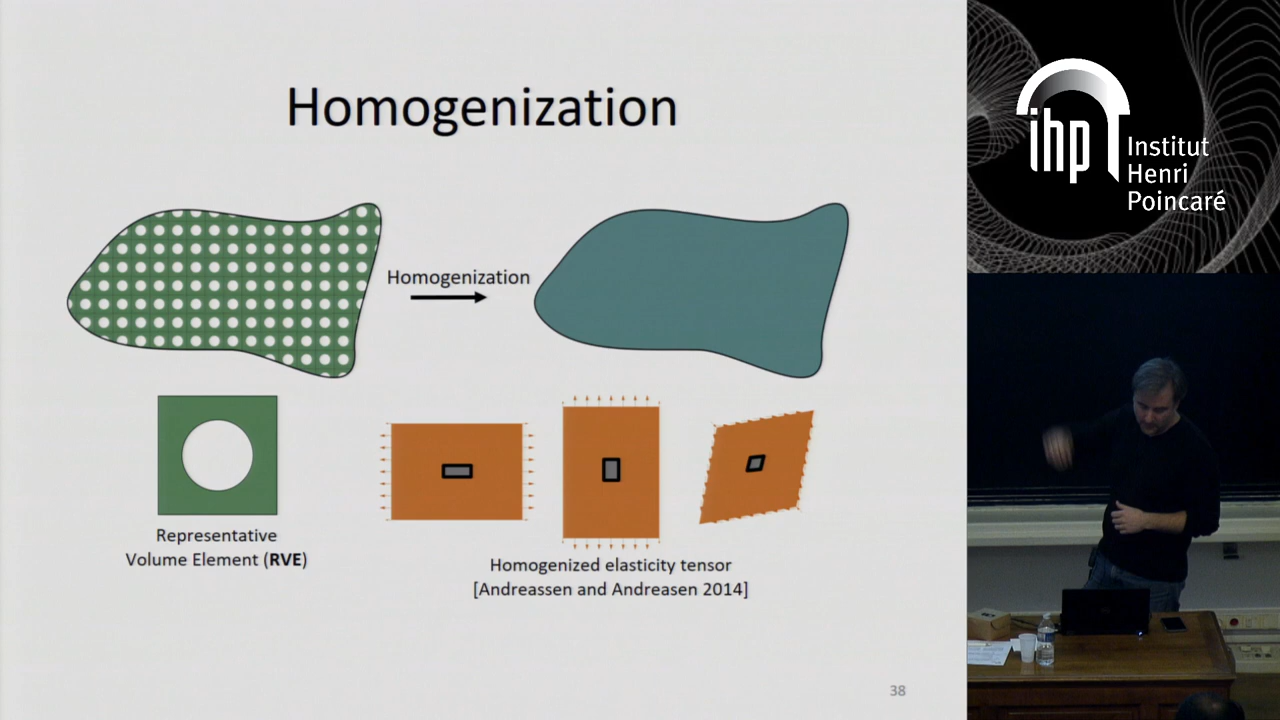 Homogenization
Homogenization
Representative
Volume Element (RVE)
Homogenized elasticity tensor
[Andreassen and Andreasen 2014]
38
ihp
Institut
Henri
Poincaré